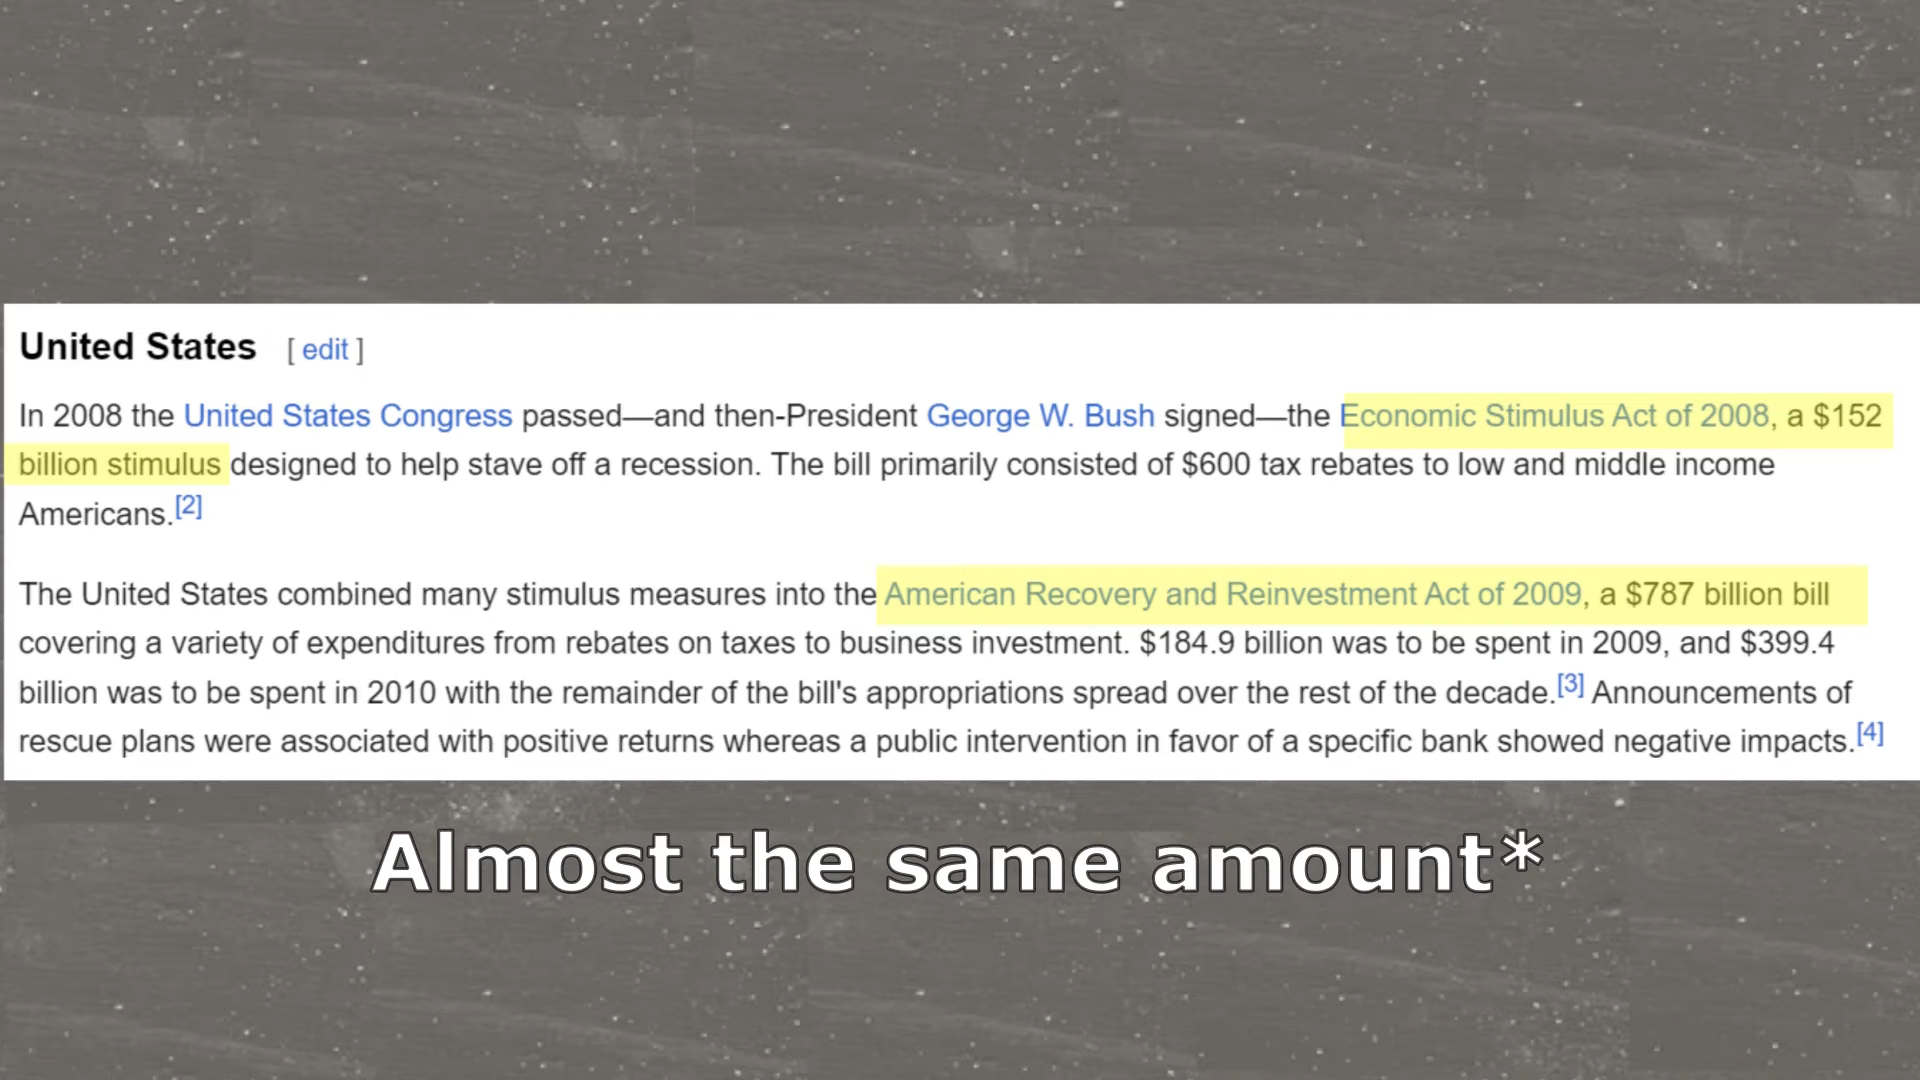 United States [ edit ]
In 2008 the United States Congress passed—and then-President George W. Bush signed—the Economic Stimulus Act of 2008, a $152
billion stimulus designed to help stave off a recession. The bill primarily consisted of $600 tax rebates to low and middle income
Americans.[2]
The United States combined many stimulus measures into the American Recovery and Reinvestment Act of 2009, a $787 billion bill
covering a variety of expenditures from rebates on taxes to business investment. $184.9 billion was to be spent in 2009, and $399.4
billion was to be spent in 2010 with the remainder of the bill's appropriations spread over the rest of the decade.[3] Announcements of
rescue plans were associated with positive returns whereas a public intervention in favor of a specific bank showed negative impacts.[4]
Almost the same amount*